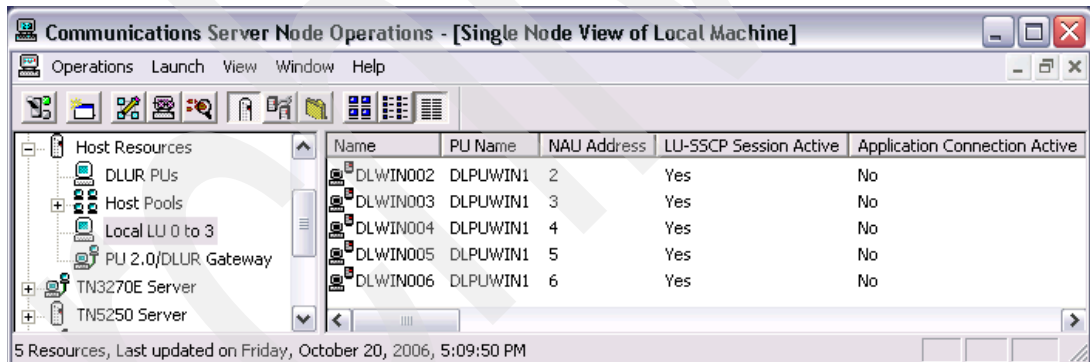 Communications Server Node Operations - [Single Node View of Local Machine]
Operations Launch View Window Help
Host Resources
DLUR PUs
Host Pools
Local LU 0 to 3
PU 2.0/DLUR Gateway
TN3270E Server
TN5250 Server
Name PU Name NAU Address LU-SSCP Session Active Application Connection Active
DLWIN002 DLPUWIN1 2 Yes No
DLWIN003 DLPUWIN1 3 Yes No
DLWIN004 DLPUWIN1 4 Yes No
DLWIN005 DLPUWIN1 5 Yes No
DLWIN006 DLPUWIN1 6 Yes No
5 Resources, Last updated on Friday, October 20, 2006, 5:09:50 PM